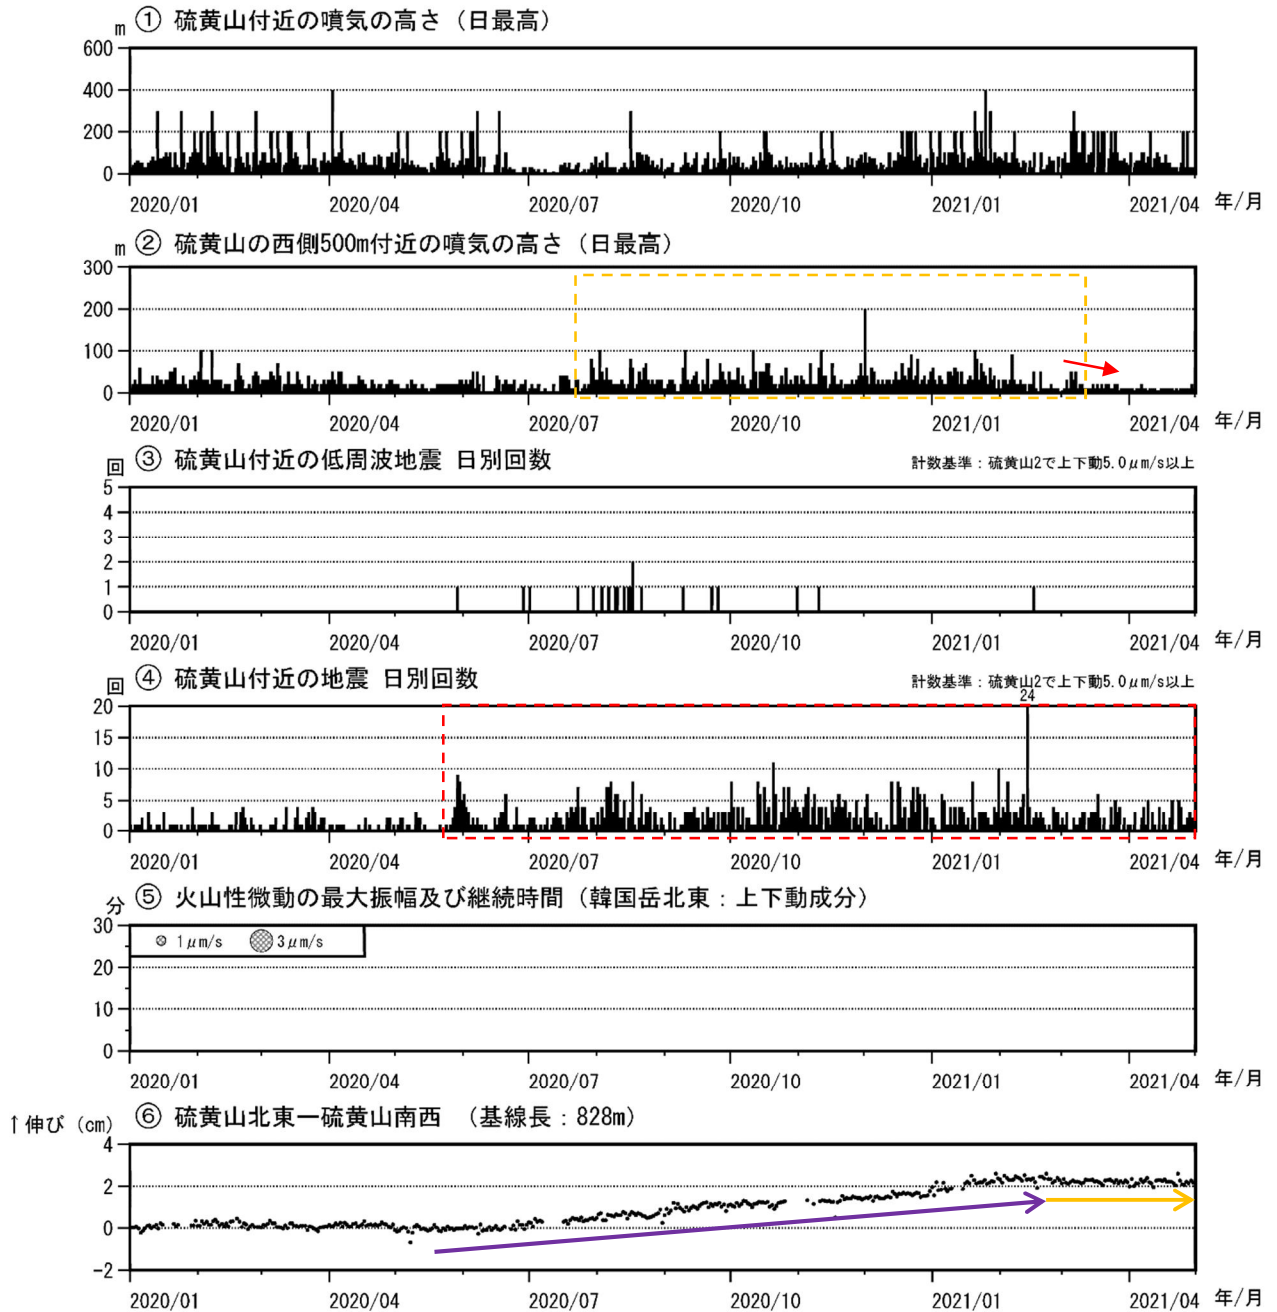 m ① 硫黄山付近の噴気の高さ（日最高）
600
400
200
0
2020/01 2020/04 2020/07 2020/10 2021/01 2021/04 年/月
m ② 硫黄山の西側500m付近の噴気の高さ（日最高）
300
200
100
0
2020/01 2020/04 2020/07 2020/10 2021/01 2021/04 年/月
回 ③ 硫黄山付近の低周波地震 日別回数 計数基準：硫黄山2で上下動5.0μm/s以上
5
4
3
2
1
0
2020/01 2020/04 2020/07 2020/10 2021/01 2021/04 年/月
回 ④ 硫黄山付近の地震 日別回数 計数基準：硫黄山2で上下動5.0μm/s以上
24
20
15
10
5
0
2020/01 2020/04 2020/07 2020/10 2021/01 2021/04 年/月
分 ⑤ 火山性微動の最大振幅及び継続時間（韓国岳北東：上下動成分）
30
1μm/s 3μm/s
20
10
0
2020/01 2020/04 2020/07 2020/10 2021/01 2021/04 年/月
↑伸び（cm） ⑥ 硫黄山北東ー硫黄山南西 （基線長：828m）
4
2
0
-2
2020/01 2020/04 2020/07 2020/10 2021/01 2021/04 年/月